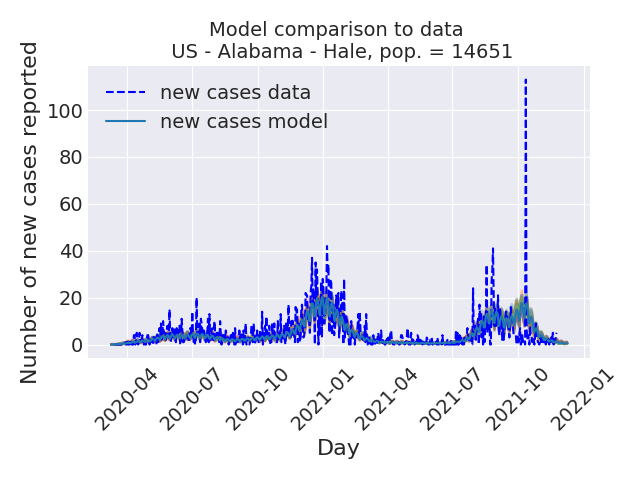 Model comparison to data
US - Alabama - Hale, pop. = 14651
Number of new cases reported
new cases data
new cases model
100
80
60
40
20
0
2020-04
2020-07
2020-10
2021-01
2021-04
2021-07
2021-10
2022-01
Day